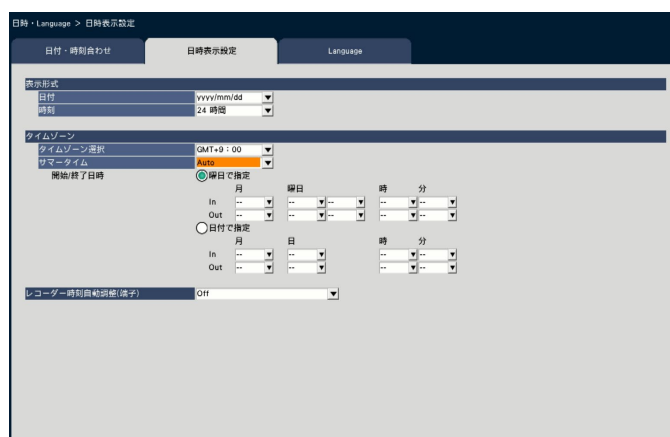 日時・Language > 日時表示設定
日付・時刻合わせ 日時表示設定 Language
表示形式
日付 yyyy/mm/dd
時刻 24 時間
タイムゾーン
タイムゾーン選択 GMT+9:00
サマータイム Auto
開始/終了日時 曜日で指定
月 曜日 時 分
In -- -- -- -- --
Out -- -- -- -- --
日付で指定
月 日 時 分
In -- -- -- --
Out -- -- -- --
レコーダー時刻自動調整(端子) Off